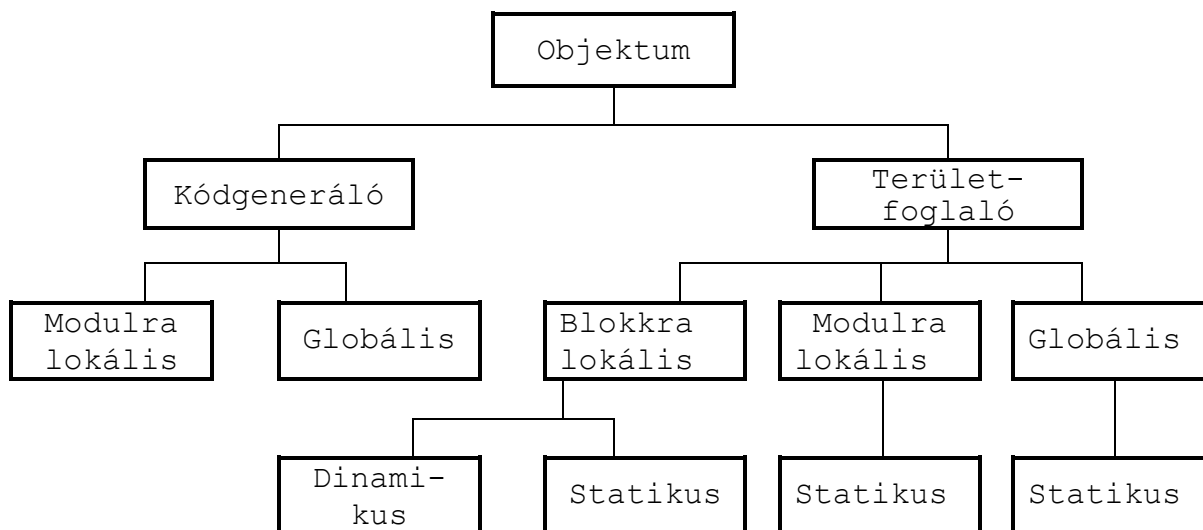 Objektum
Kódgeneráló
Terület-
foglaló
Modulra
lokális
Globális
Blokkra
lokális
Modulra
lokális
Globális
Dinami-
kus
Statikus
Statikus
Statikus